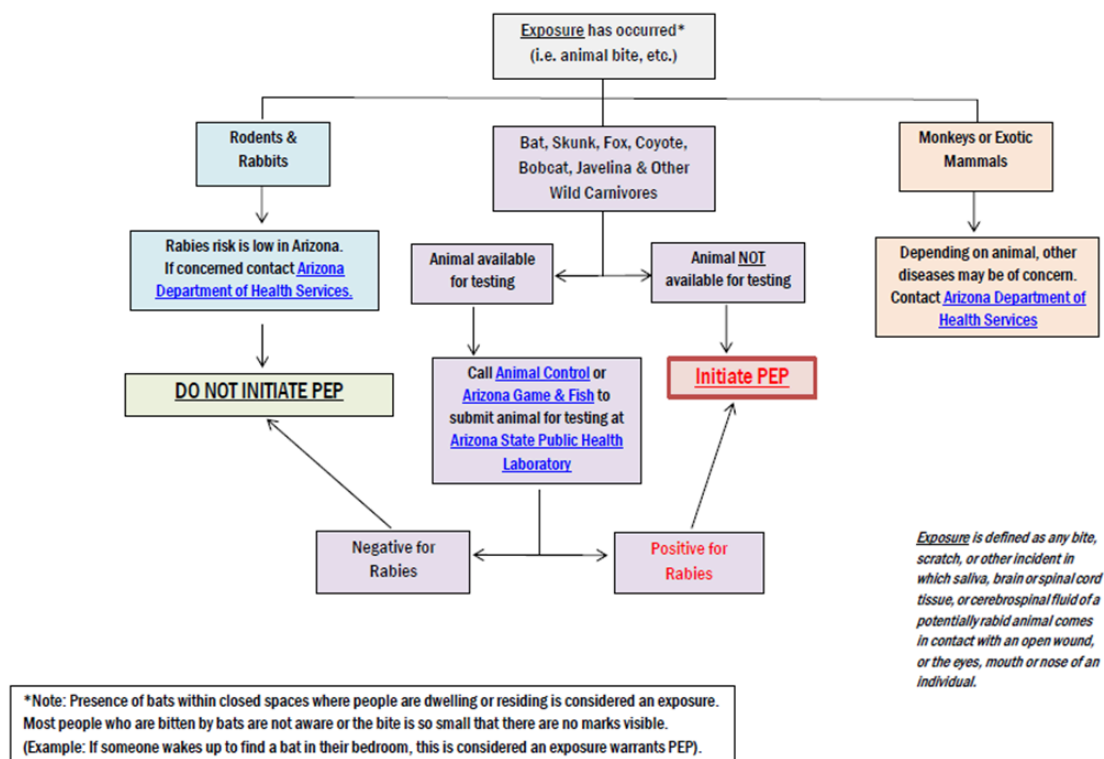 Exposure has occurred*
(i.e. animal bite, etc.)
Rodents &
Rabbits
Bat, Skunk, Fox, Coyote,
Bobcat, Javelina & Other
Wild Carnivores
Monkeys or Exotic
Mammals
Rabies risk is low in Arizona.
If concerned contact Arizona
Department of Health Services.
Animal available
for testing
Animal NOT
available for testing
Depending on animal, other
diseases may be of concern.
Contact Arizona Department of
Health Services
DO NOT INITIATE PEP
Call Animal Control or
Arizona Game & Fish to
submit animal for testing at
Arizona State Public Health
Laboratory
Initiate PEP
Negative for
Rabies
Positive for
Rabies
Exposure is defined as any bite,
scratch, or other incident in
which saliva, brain or spinal cord
tissue, or cerebrospinal fluid of a
potentially rabid animal comes
in contact with an open wound,
or the eyes, mouth or nose of an
individual.
*Note: Presence of bats within closed spaces where people are dwelling or residing is considered an exposure.
Most people who are bitten by bats are not aware or the bite is so small that there are no marks visible.
(Example: If someone wakes up to find a bat in their bedroom, this is considered an exposure warrants PEP).